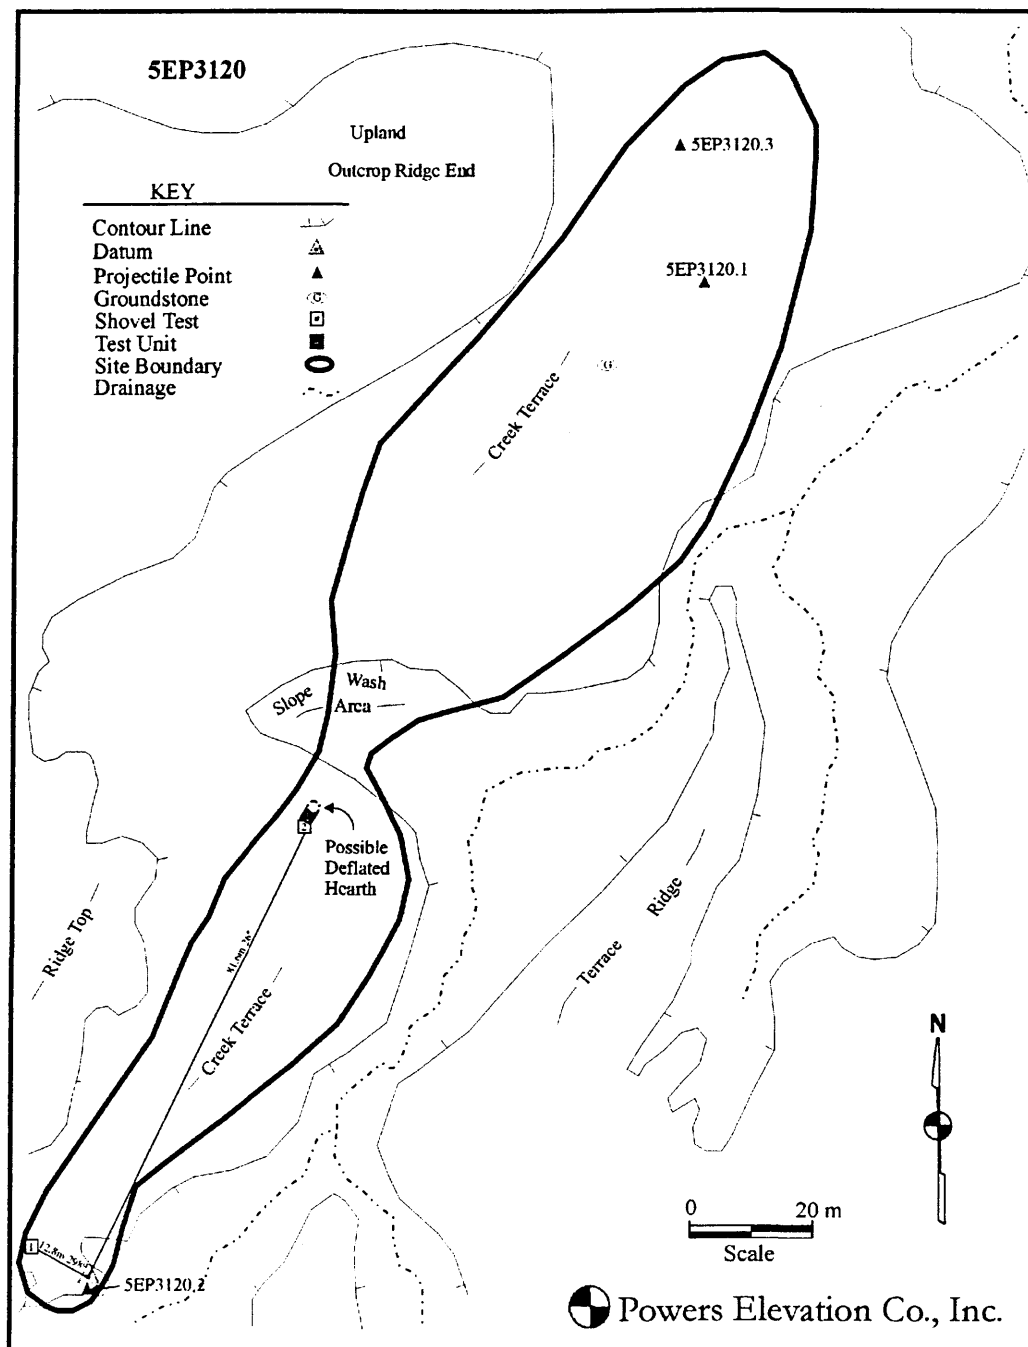 5EP3120
Upland
Outcrop Ridge End
KEY
Contour Line
Datum
Projectile Point
Groundstone
G
Shovel Test
Test Unit
Site Boundary
Drainage
5EP3120.3
5EP3120.1
G
Creek Terrace
Slope Wash
Area
Possible
Deflated
Hearth
Ridge Top
Creek Terrace
Terrace Ridge
N
0 20 m
Scale
1
5EP3120.2
Powers Elevation Co., Inc.